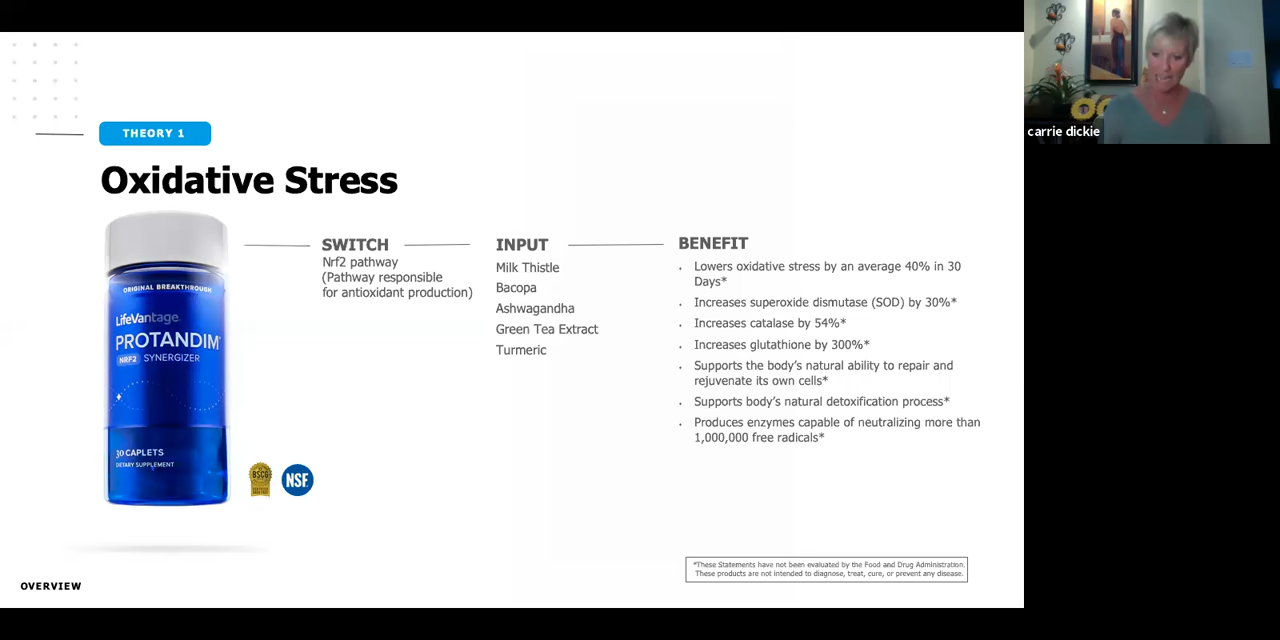 carrie dickie
THEORY 1
Oxidative Stress
ORIGINAL BREAKTHROUGH
LifeVantage
PROTANDIM®
NRF2 SYNERGIZER
30 CAPLETS
DIETARY SUPPLEMENT
BSCG
NSF
SWITCH
Nrf2 pathway
(Pathway responsible
for antioxidant production)
INPUT
Milk Thistle
Bacopa
Ashwagandha
Green Tea Extract
Turmeric
BENEFIT
Lowers oxidative stress by an average 40% in 30
Days*
Increases superoxide dismutase (SOD) by 30%*
Increases catalase by 54%*
Increases glutathione by 300%*
Supports the body’s natural ability to repair and
rejuvenate its own cells*
Supports body’s natural detoxification process*
Produces enzymes capable of neutralizing more than
1,000,000 free radicals*
*These Statements have not been evaluated by the Food and Drug Administration.
These products are not intended to diagnose, treat, cure, or prevent any disease.
OVERVIEW